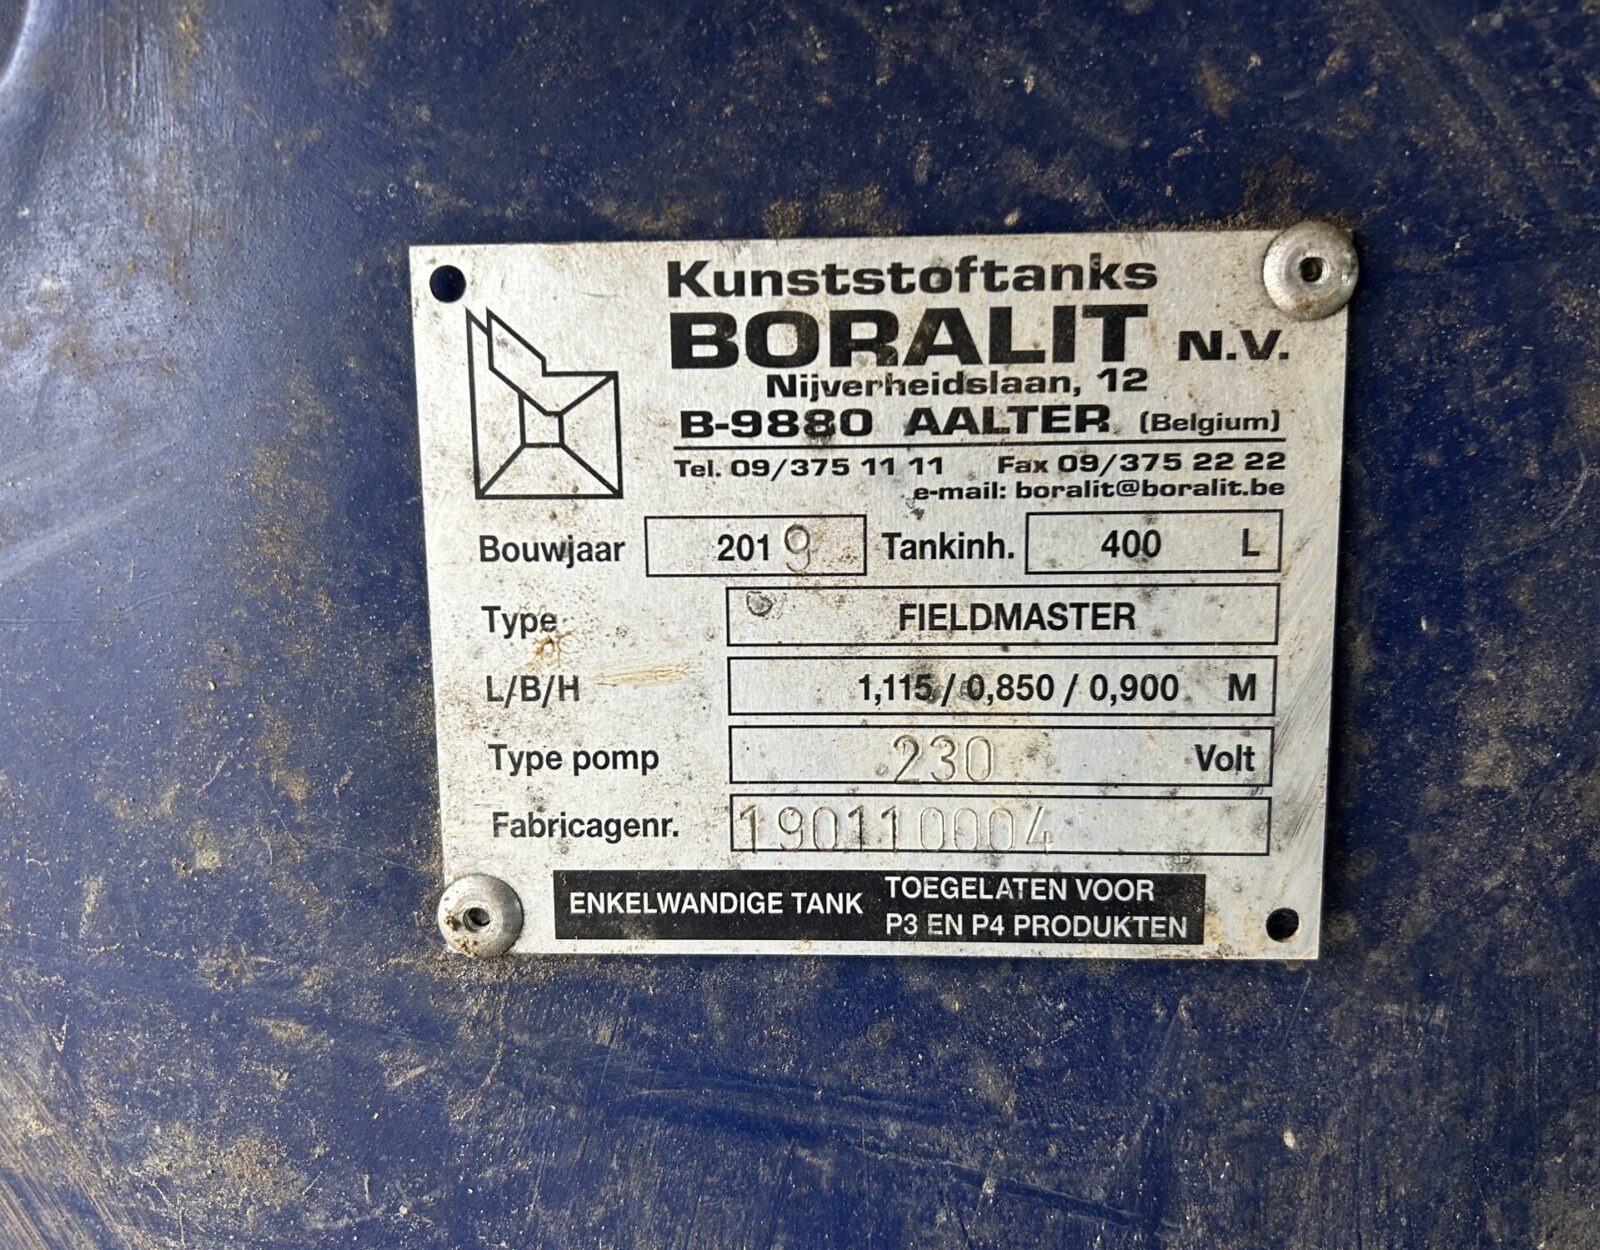 Kunststoftanks
BORALIT N.V.
Nijverheidslaan, 12
B-9880 AALTER (Belgium)
Tel. 09/375 11 11 Fax 09/375 22 22
e-mail: boralit@boralit.be
Bouwjaar 2019 Tankinh. 400 L
Type FIELDMASTER
L/B/H 1,115 / 0,850 / 0,900 M
Type pomp 230 Volt
Fabricagenr. 190110004
ENKELWANDIGE TANK TOEGELATEN VOOR
P3 EN P4 PRODUKTEN